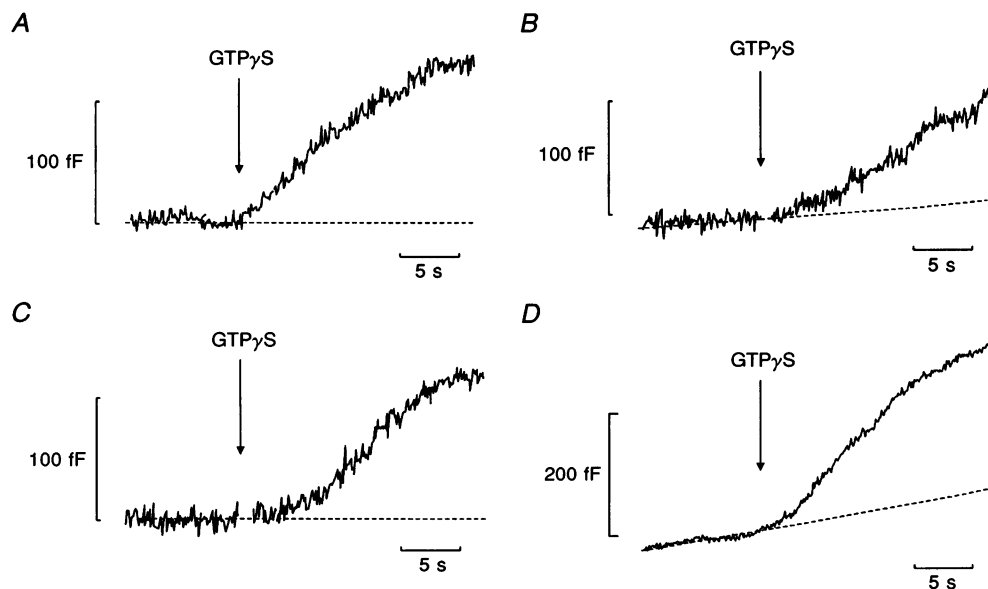 A
GTPγS
100 fF
5 s
B
GTPγS
100 fF
5 s
C
GTPγS
100 fF
5 s
D
GTPγS
200 fF
5 s